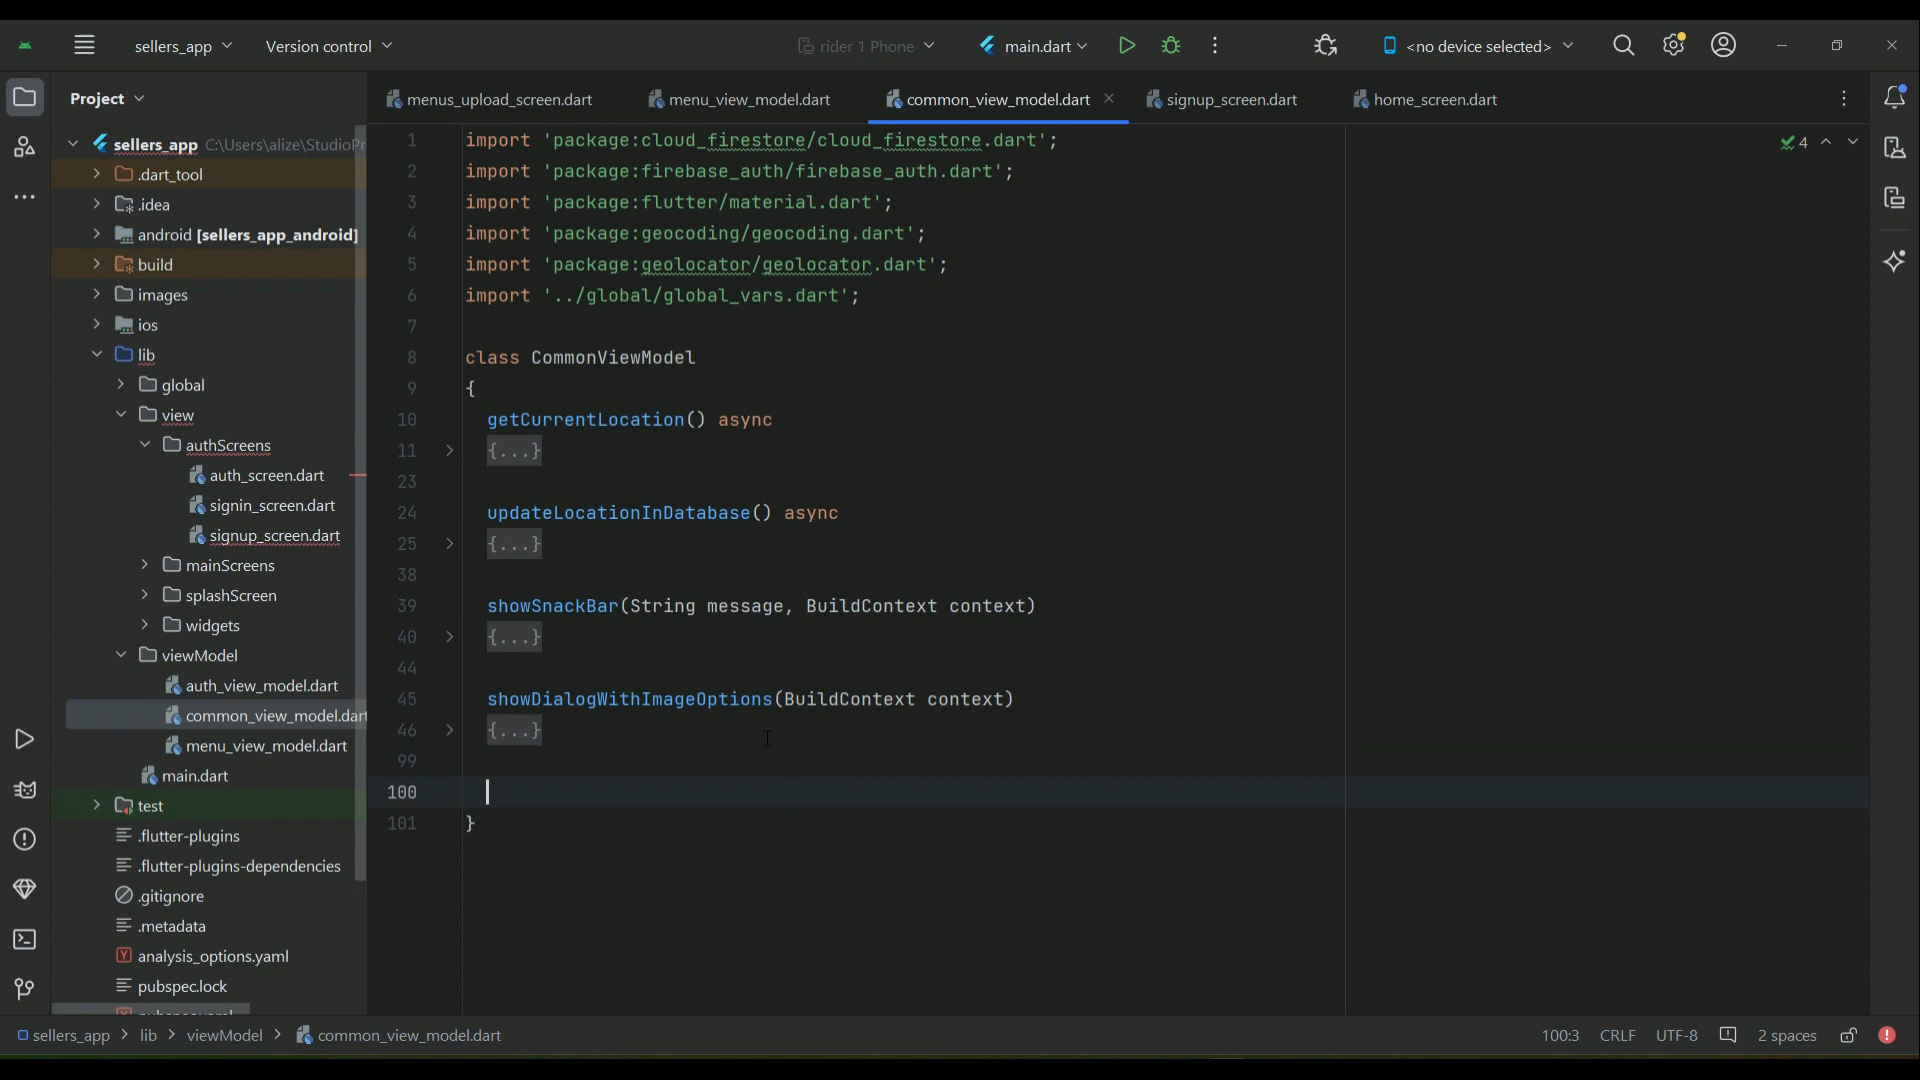 sellers_app
Version control
rider 1 Phone
main.dart
<no device selected>
Project
menus_upload_screen.dart
menu_view_model.dart
common_view_model.dart
signup_screen.dart
home_screen.dart
sellers_app C:\Users\alize\StudioPr
.dart_tool
.idea
android [sellers_app_android]
build
images
ios
lib
global
view
authScreens
auth_screen.dart
signin_screen.dart
signup_screen.dart
mainScreens
splashScreen
widgets
viewModel
auth_view_model.dart
common_view_model.dart
menu_view_model.dart
main.dart
test
.flutter-plugins
.flutter-plugins-dependencies
.gitignore
.metadata
analysis_options.yaml
pubspec.lock
1 import 'package:cloud_firestore/cloud_firestore.dart';
2 import 'package:firebase_auth/firebase_auth.dart';
3 import 'package:flutter/material.dart';
4 import 'package:geocoding/geocoding.dart';
5 import 'package:geolocator/geolocator.dart';
6 import '../global/global_vars.dart';
7
8 class CommonViewModel
9 {
10 getCurrentLocation() async
11 {...}
23
24 updateLocationInDatabase() async
25 {...}
38
39 showSnackBar(String message, BuildContext context)
40 {...}
44
45 showDialogWithImageOptions(BuildContext context)
46 {...}
99
100
101 }
4
sellers_app > lib > viewModel > common_view_model.dart
100:3 CRLF UTF-8 2 spaces